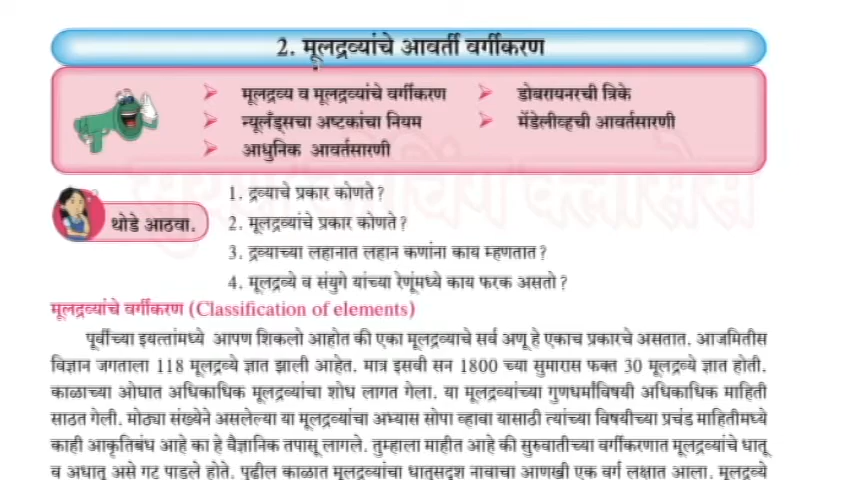 2. मूलद्रव्यांचे आवर्ती वर्गीकरण
➢ मूलद्रव्य व मूलद्रव्यांचे वर्गीकरण ➢ डोबरायनरची त्रिके
➢ न्यूलँड्सचा अष्टकांचा नियम ➢ मेंडेलीव्हची आवर्तसारणी
➢ आधुनिक आवर्तसारणी
थोडे आठवा.
1. द्रव्याचे प्रकार कोणते?
2. मूलद्रव्यांचे प्रकार कोणते?
3. द्रव्याच्या लहानात लहान कणांना काय म्हणतात?
4. मूलद्रव्ये व संयुगे यांच्या रेणूंमध्ये काय फरक असतो?
मूलद्रव्यांचे वर्गीकरण (Classification of elements)
पूर्वीच्या इयत्तांमध्ये आपण शिकलो आहोत की एका मूलद्रव्याचे सर्व अणू हे एकाच प्रकारचे असतात. आजमितीस
विज्ञान जगताला 118 मूलद्रव्ये ज्ञात झाली आहेत. मात्र इसवी सन 1800 च्या सुमारास फक्त 30 मूलद्रव्ये ज्ञात होती.
काळाच्या ओघात अधिकाधिक मूलद्रव्यांचा शोध लागत गेला. या मूलद्रव्यांच्या गुणधर्मांविषयी अधिकाधिक माहिती
साठत गेली. मोठ्या संख्येने असलेल्या या मूलद्रव्यांचा अभ्यास सोपा व्हावा यासाठी त्यांच्या विषयीच्या प्रचंड माहितीमध्ये
काही आकृतिबंध आहे का हे वैज्ञानिक तपासू लागले. तुम्हाला माहीत आहे की सुरुवातीच्या वर्गीकरणात मूलद्रव्यांचे धातू
व अधातू असे गट पाडले होते. पुढील काळात मूलद्रव्यांचा धातुसदृश नावाचा आणखी एक वर्ग लक्षात आला. मूलद्रव्ये